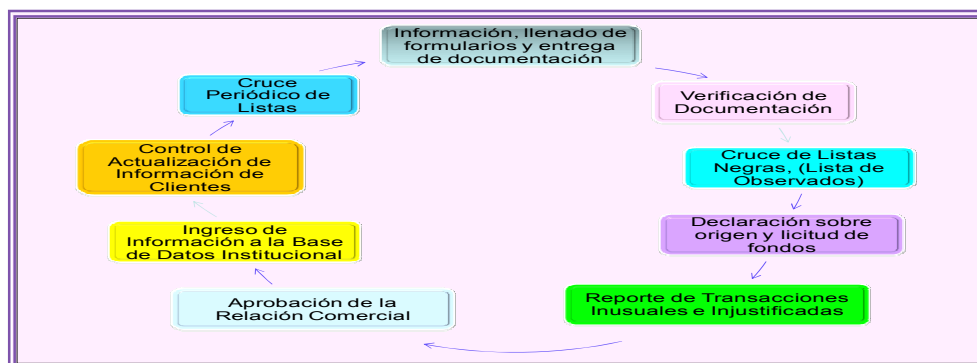 Información, llenado de
formularios y entrega
de documentación
Verificación de
Documentación
Cruce de Listas
Negras, (Lista de
Observados)
Declaración sobre
origen y licitud de
fondos
Reporte de Transacciones
Inusuales e Injustificadas
Aprobación de la
Relación Comercial
Ingreso de
Información a la Base
de Datos Institucional
Control de
Actualización de
Información de
Clientes
Cruce
Periódico de
Listas